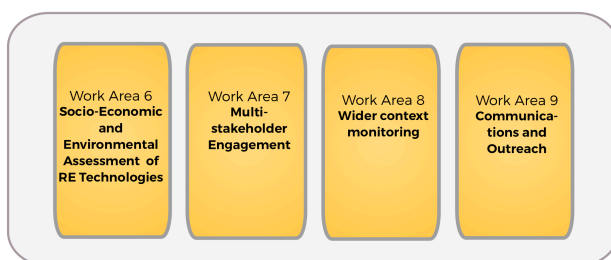 Work Area 6
Socio-Economic
and
Environmental
Assessment of
RE Technologies
Work Area 7
Multi-
stakeholder
Engagement
Work Area 8
Wider context
monitoring
Work Area 9
Communica-
tions and
Outreach